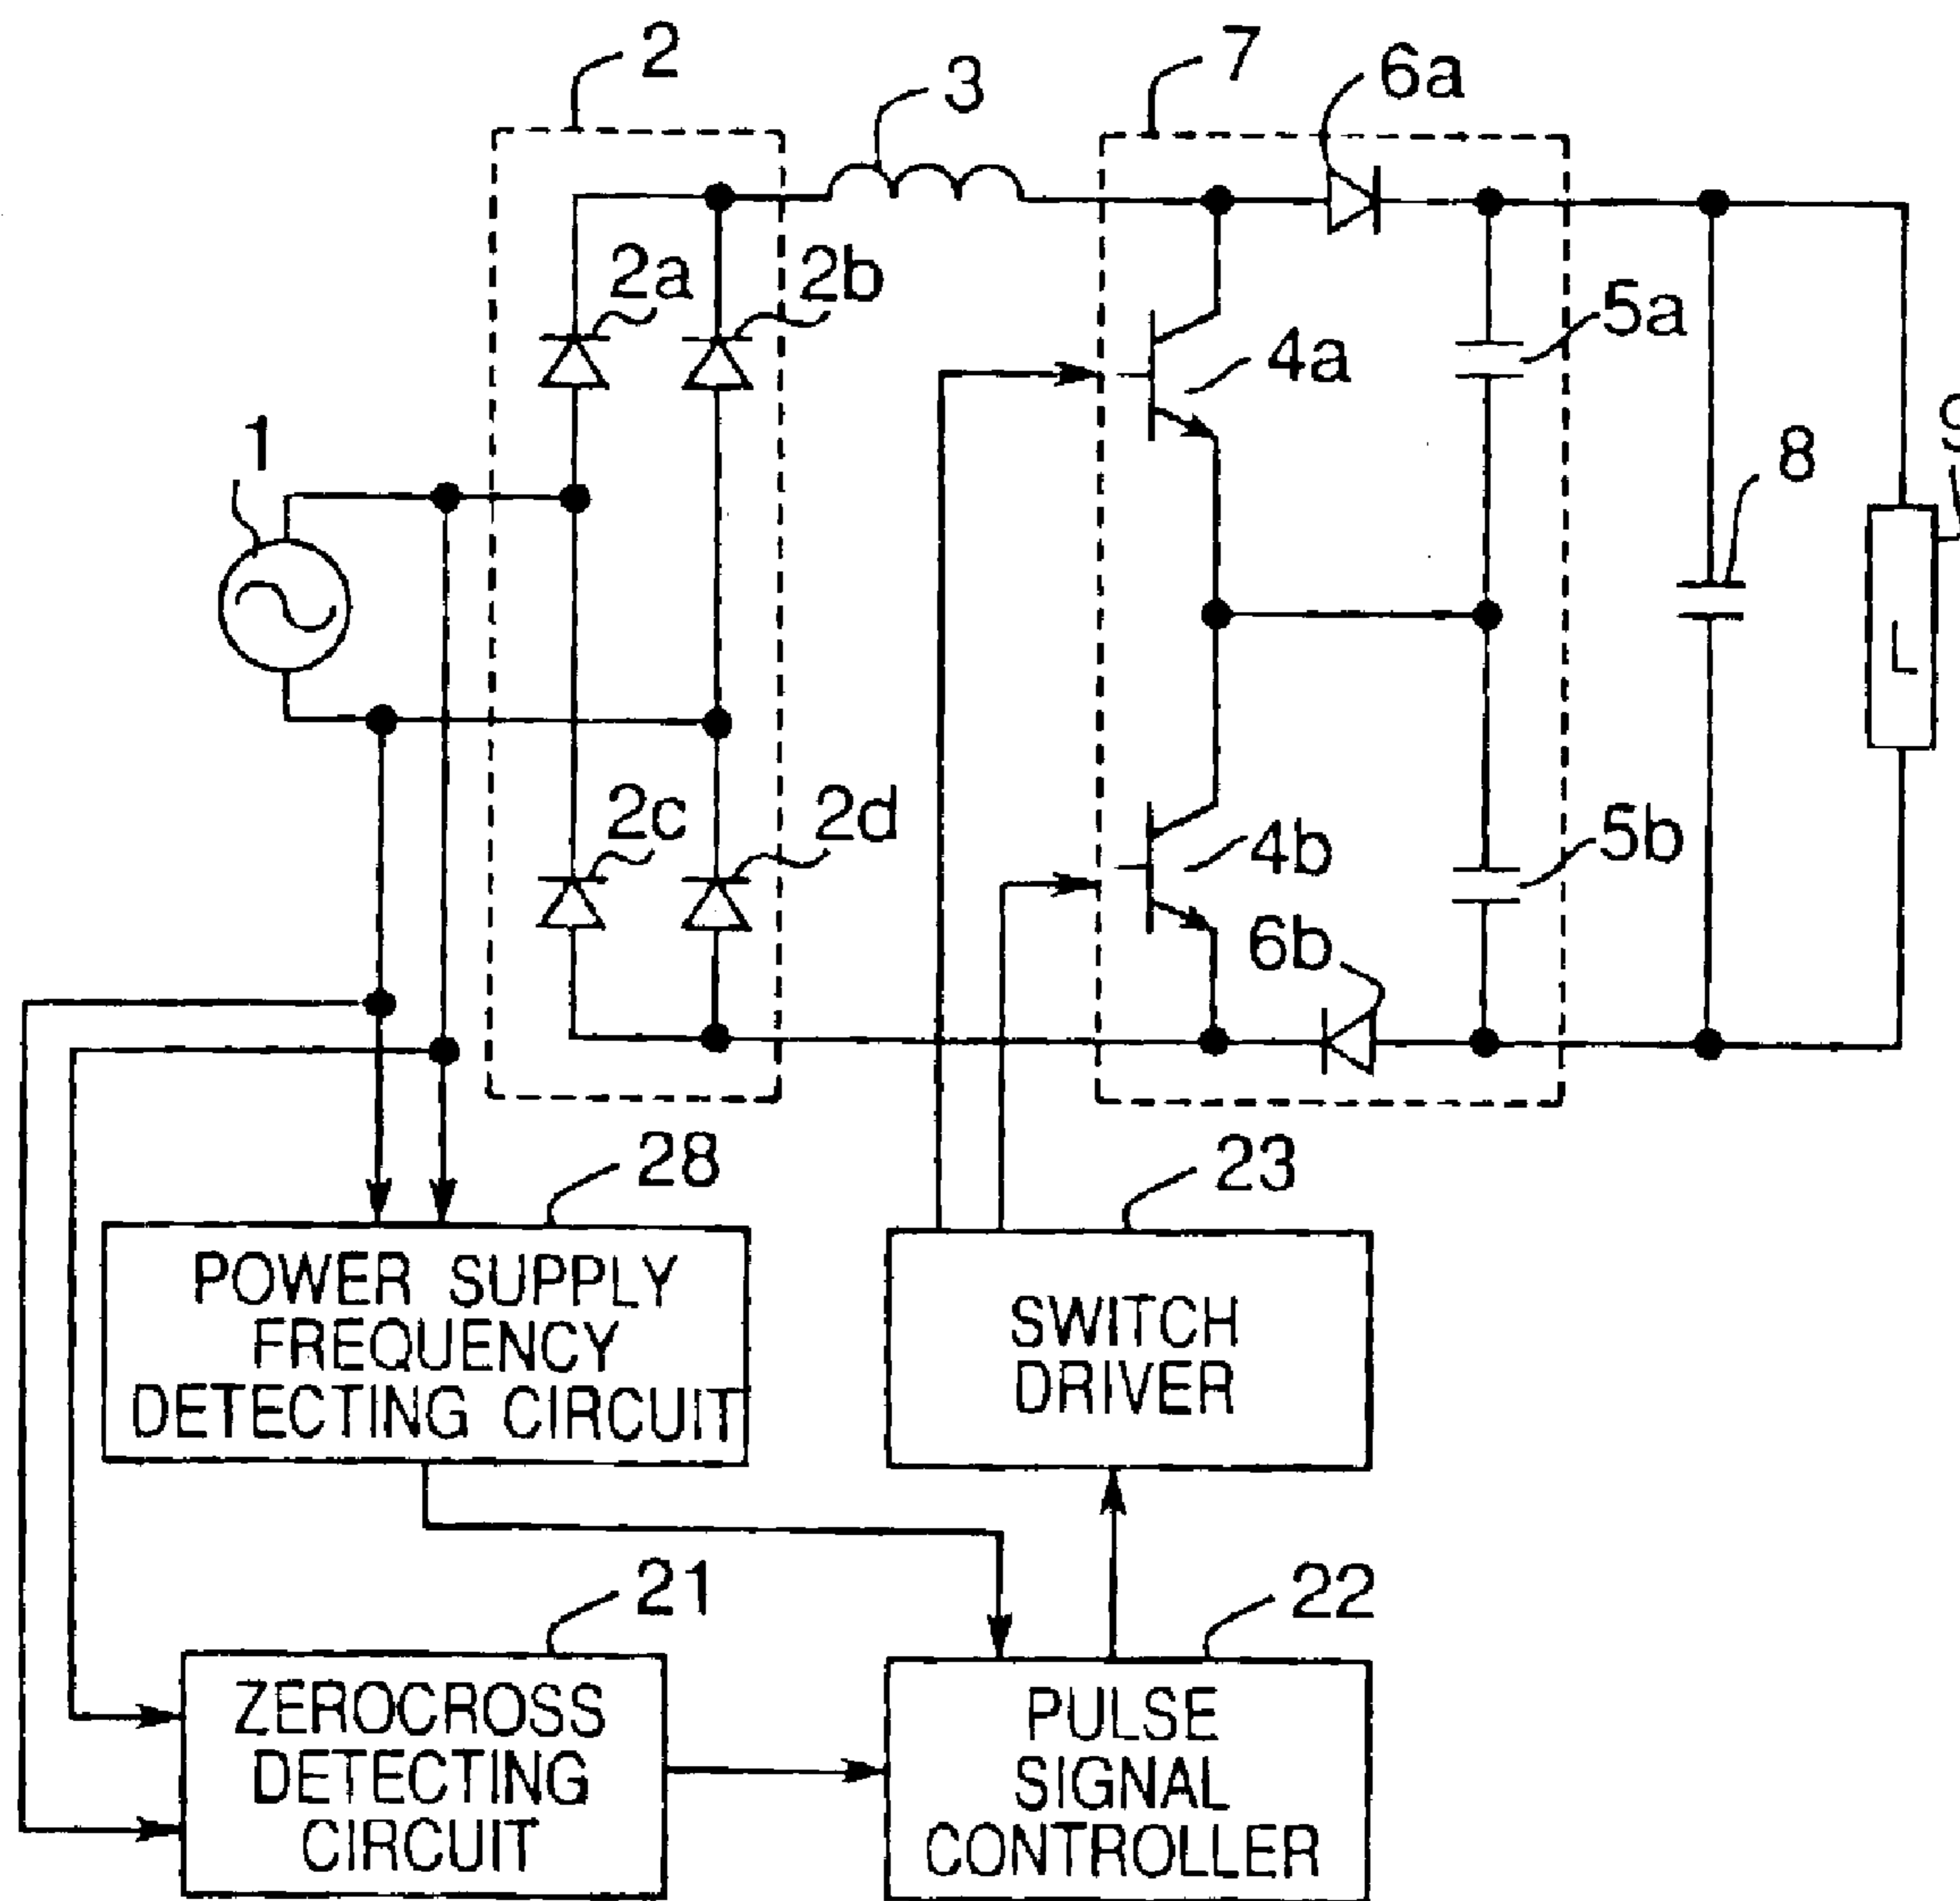 2
3
7
6a
2a
2b
4a
5a
1
8
9
L
2c
2d
4b
5b
6b
28
23
POWER SUPPLY
FREQUENCY
DETECTING CIRCUIT
SWITCH
DRIVER
21
22
ZEROCROSS
DETECTING
CIRCUIT
PULSE
SIGNAL
CONTROLLER